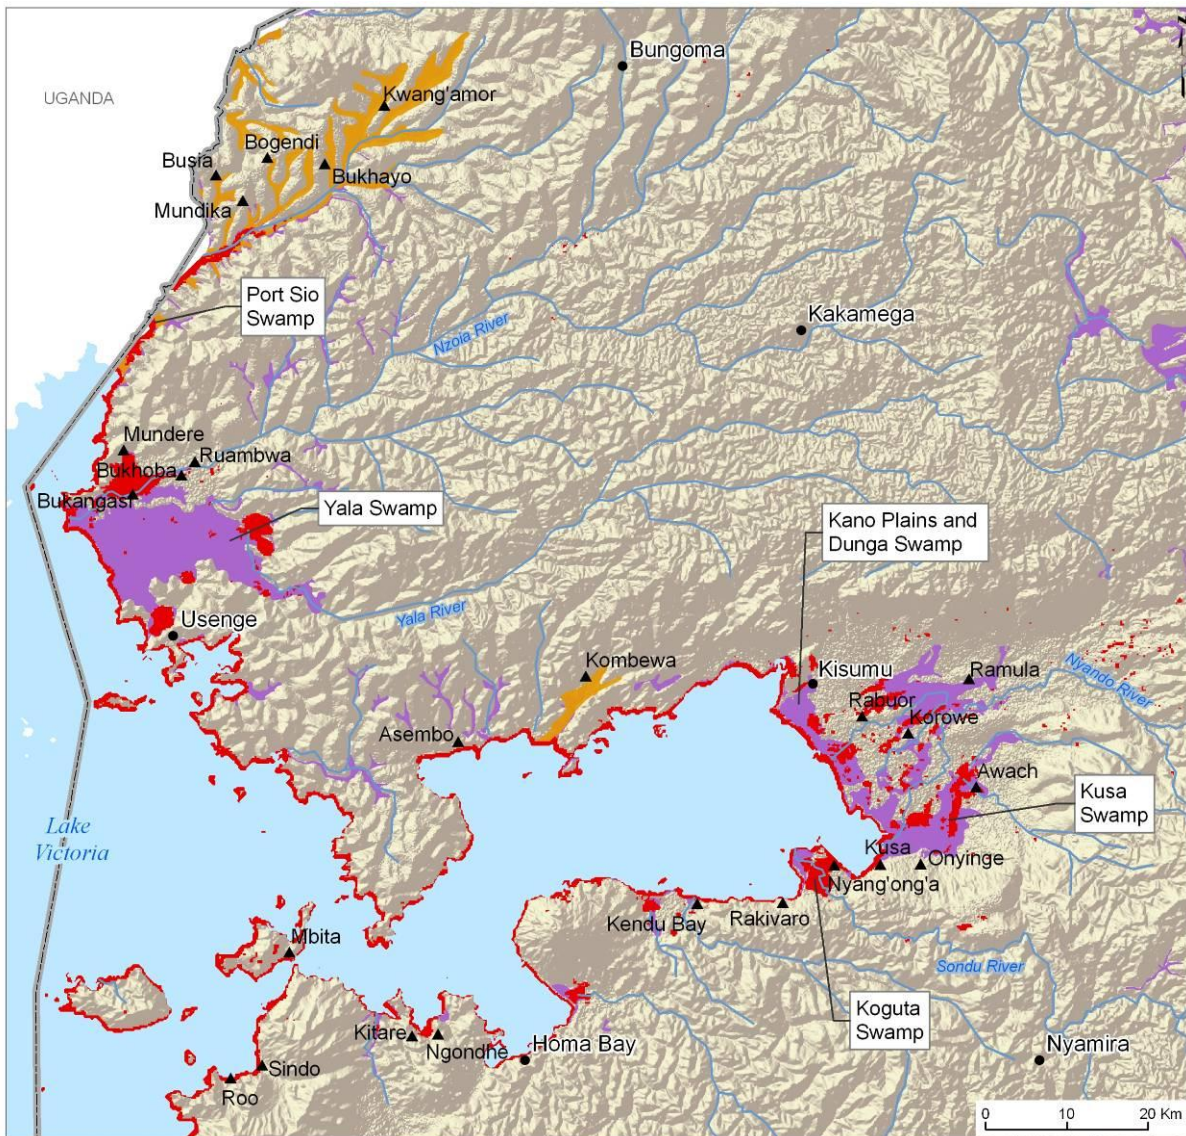 Bungoma
UGANDA
Kwang'amor
Bogendi
Busia
Bukhayo
Mundika
Port Sio
Swamp
Kakamega
Nzoia River
Mundere
Ruambwa
Bukhoba
Bukangasi
Yala Swamp
Kano Plains and
Dunga Swamp
Yala River
Usenge
Kombewa
Kisumu
Ramula
Nyando River
Rabuor
Korowe
Asembo
Awach
Kusa
Swamp
Lake
Victoria
Kusa
Onyinge
Nyang'ong'a
Kendu Bay
Rakivaro
Mbita
Sondu River
Koguta
Swamp
Kitare
Ngondhe
Homa Bay
Nyamira
Sindo
Roo
0 10 20 Km